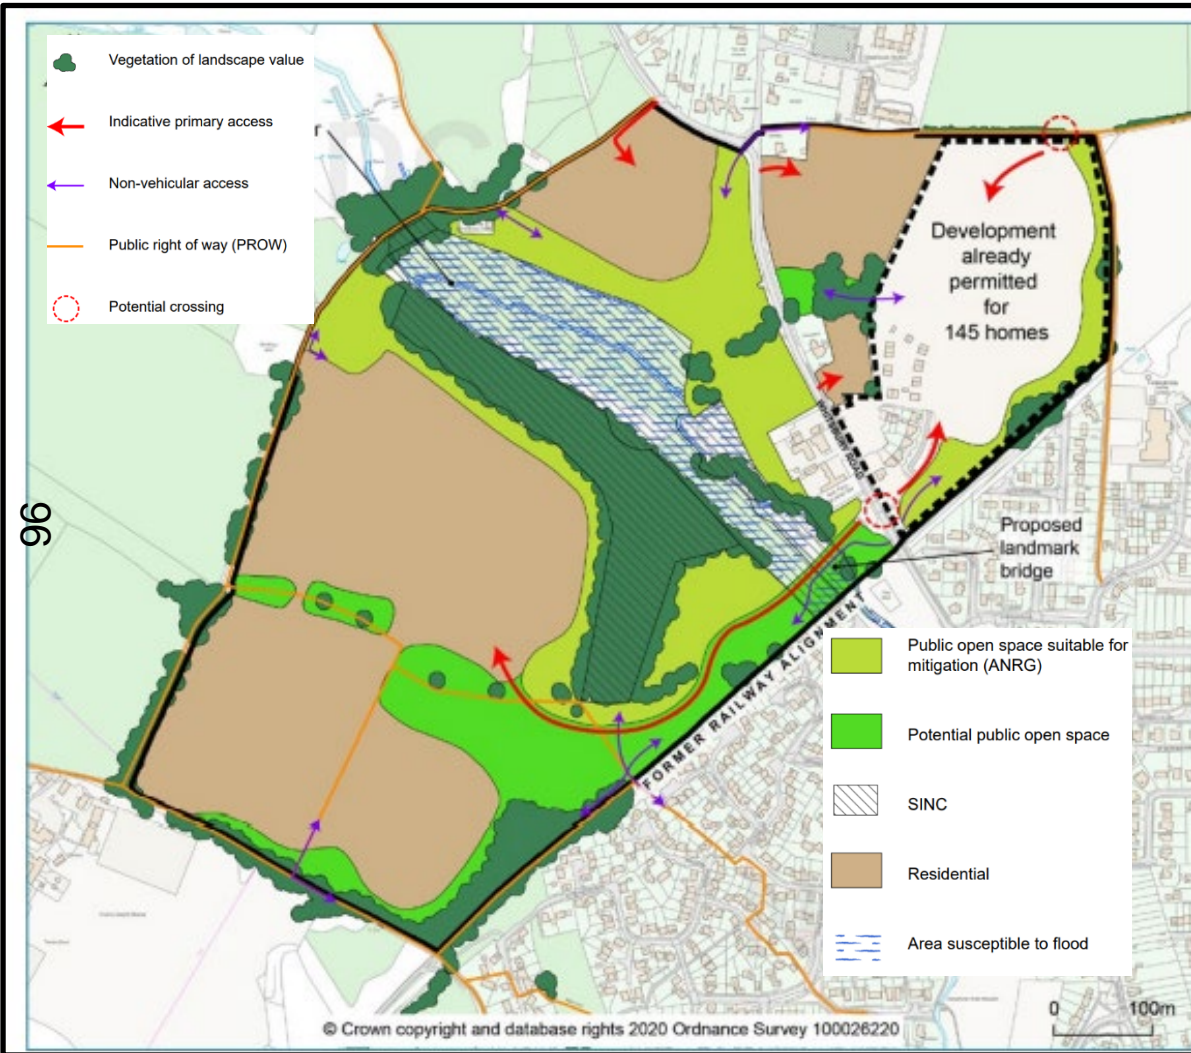 Vegetation of landscape value
Indicative primary access
Non-vehicular access
Public right of way (PROW)
Potential crossing
r
Development
already
permitted
for
145 homes
96
Proposed
landmark
bridge
FORMER RAILWAY ALIGNMENT
Public open space suitable for
mitigation (ANRG)
Potential public open space
SINC
Residential
Area susceptible to flood
0 100m
© Crown copyright and database rights 2020 Ordnance Survey 100026220